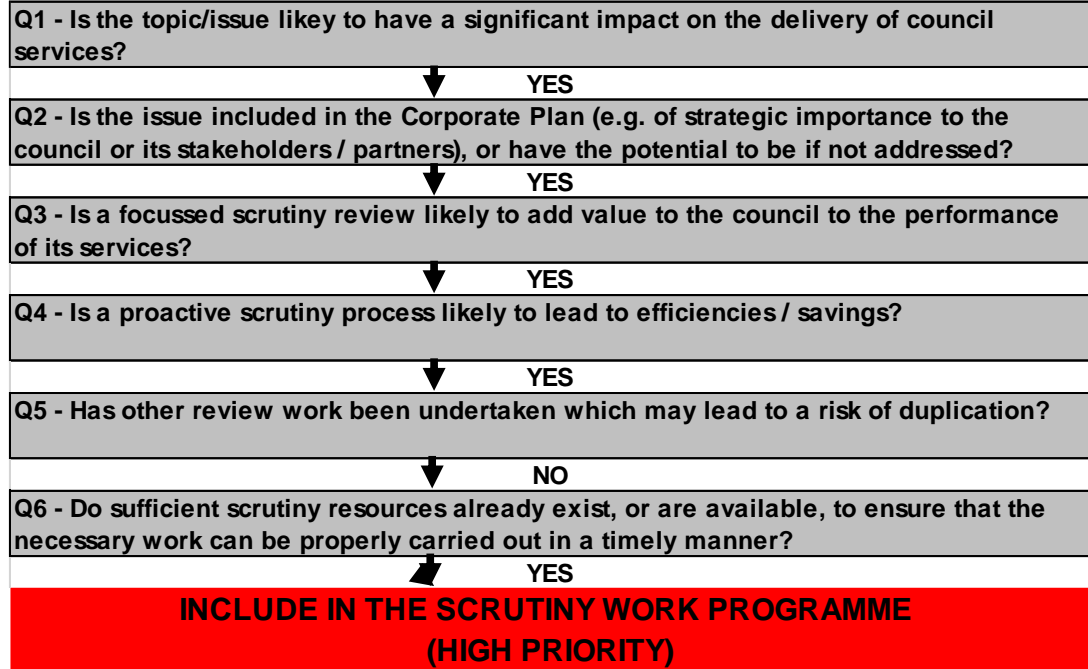 Q1 - Is the topic/issue likey to have a significant impact on the delivery of council
services?
YES
Q2 - Is the issue included in the Corporate Plan (e.g. of strategic importance to the
council or its stakeholders / partners), or have the potential to be if not addressed?
YES
Q3 - Is a focussed scrutiny review likely to add value to the council to the performance
of its services?
YES
Q4 - Is a proactive scrutiny process likely to lead to efficiencies / savings?
YES
Q5 - Has other review work been undertaken which may lead to a risk of duplication?
NO
Q6 - Do sufficient scrutiny resources already exist, or are available, to ensure that the
necessary work can be properly carried out in a timely manner?
YES
INCLUDE IN THE SCRUTINY WORK PROGRAMME
(HIGH PRIORITY)